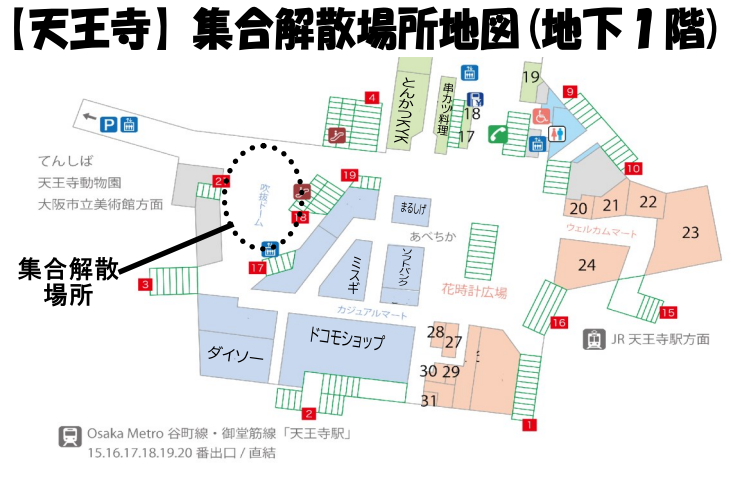 【天王寺】集合解散場所地図(地下1階)
とんかつKYK
串カツ料理
19
18
17
4
9
10
P
てんしば
天王寺動物園
大阪市立美術館方面
吹抜ドーム
19
18
17
まるしげ
あべちか
20
21
22
23
ウェルカムマート
24
集合解散
場所
3
ミスギ
ソフトバンク
花時計広場
カジュアルマート
15
16
JR 天王寺駅方面
ダイソー
ドコモショップ
28
27
30
29
31
2
1
Osaka Metro 谷町線・御堂筋線「天王寺駅」
15.16.17.18.19.20 番出口 / 直結